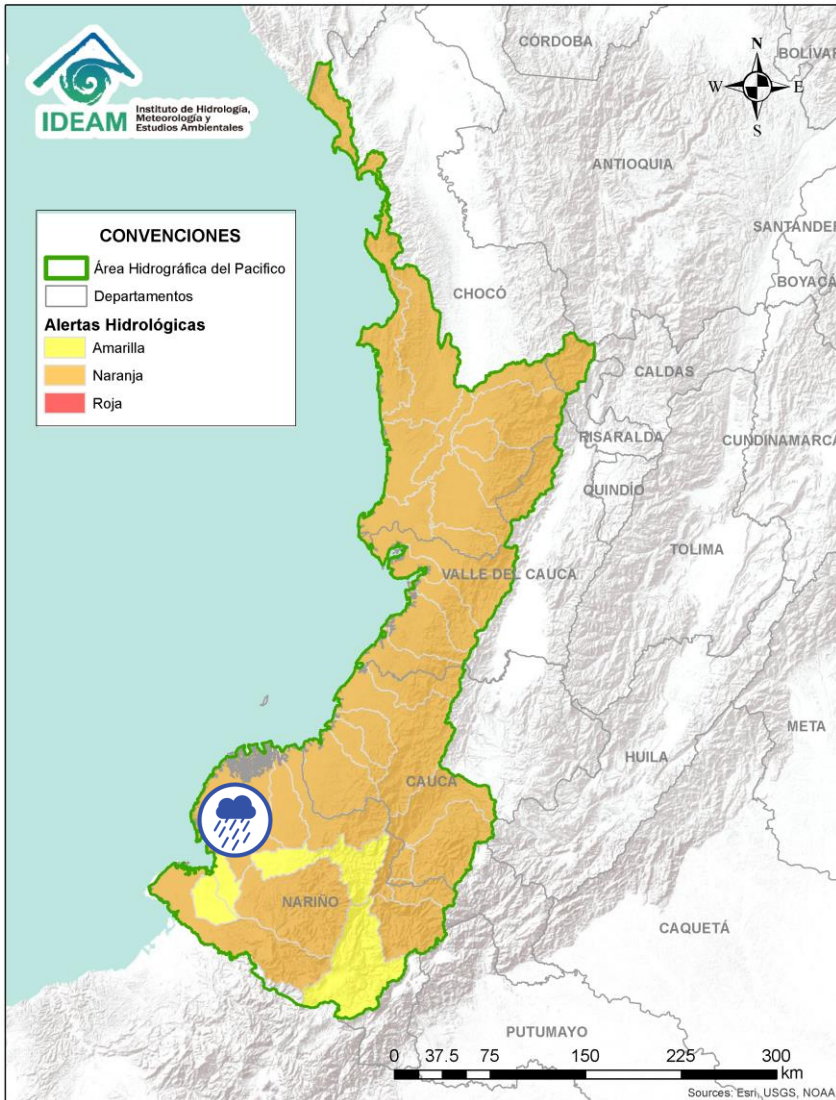 IDEAM
Instituto de Hidrología,
Meteorología y
Estudios Ambientales
CÓRDOBA
BOLÍVAR
N
W E
S
ANTIOQUIA
SANTANDER
BOYACÁ
CONVENCIONES
Área Hidrográfica del Pacifico
Departamentos
Alertas Hidrológicas
Amarilla
Naranja
Roja
CHOCÓ
CALDAS
RISARALDA
CUNDINAMARCA
QUINDÍO
TOLIMA
VALLE DEL CAUCA
META
HUILA
CAUCA
NARIÑO
CAQUETÁ
PUTUMAYO
0 37.5 75 150 225 300
km
Sources: Esri, USGS, NOAA